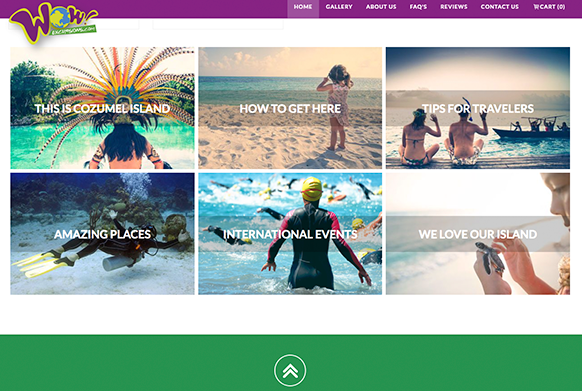 Wow!
EXCURSIONS.COM
HOME GALLERY ABOUT US FAQ'S REVIEWS CONTACT US CART (0)
THIS IS COZUMEL ISLAND HOW TO GET HERE TIPS FOR TRAVELERS
AMAZING PLACES INTERNATIONAL EVENTS WE LOVE OUR ISLAND